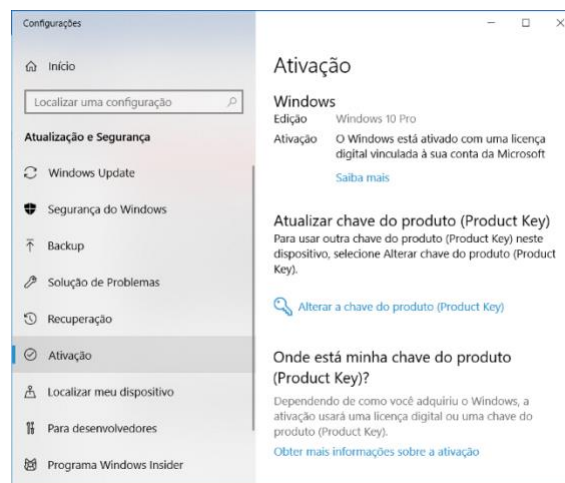 Configurações
Início
Localizar uma configuração
Atualização e Segurança
Windows Update
Segurança do Windows
Backup
Solução de Problemas
Recuperação
Ativação
Localizar meu dispositivo
Para desenvolvedores
Programa Windows Insider
Ativação
Windows
Edição Windows 10 Pro
Ativação O Windows está ativado com uma licença
digital vinculada à sua conta da Microsoft
Saiba mais
Atualizar chave do produto (Product Key)
Para usar outra chave do produto (Product Key) neste
dispositivo, selecione Alterar chave do produto (Product
Key).
Alterar a chave do produto (Product Key)
Onde está minha chave do produto
(Product Key)?
Dependendo de como você adquiriu o Windows, a
ativação usará uma licença digital ou uma chave do
produto (Product Key).
Obter mais informações sobre a ativação